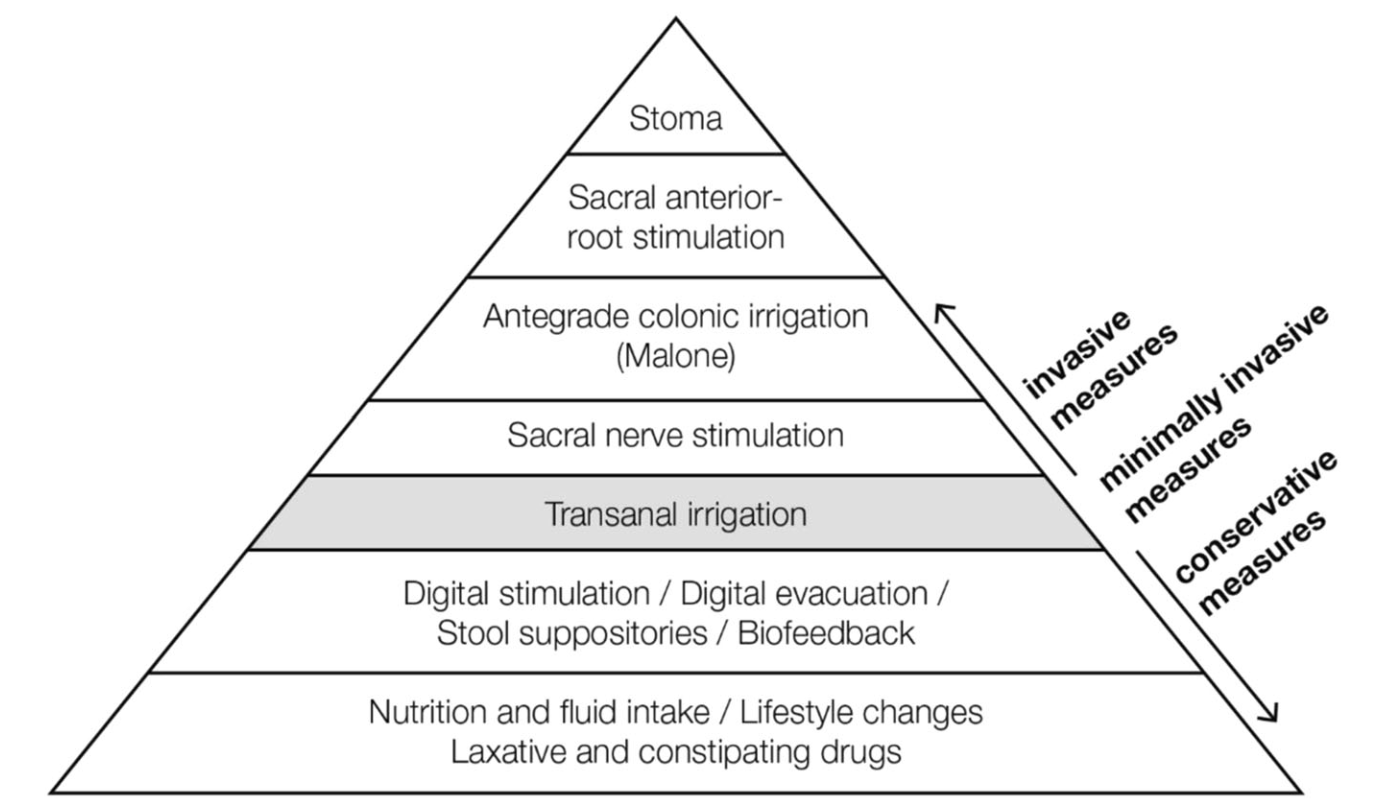 Stoma
Sacral anterior-
root stimulation
Antegrade colonic irrigation
(Malone)
Sacral nerve stimulation
Transanal irrigation
Digital stimulation / Digital evacuation /
Stool suppositories / Biofeedback
Nutrition and fluid intake / Lifestyle changes
Laxative and constipating drugs
invasive
measures
minimally invasive
measures
conservative
measures